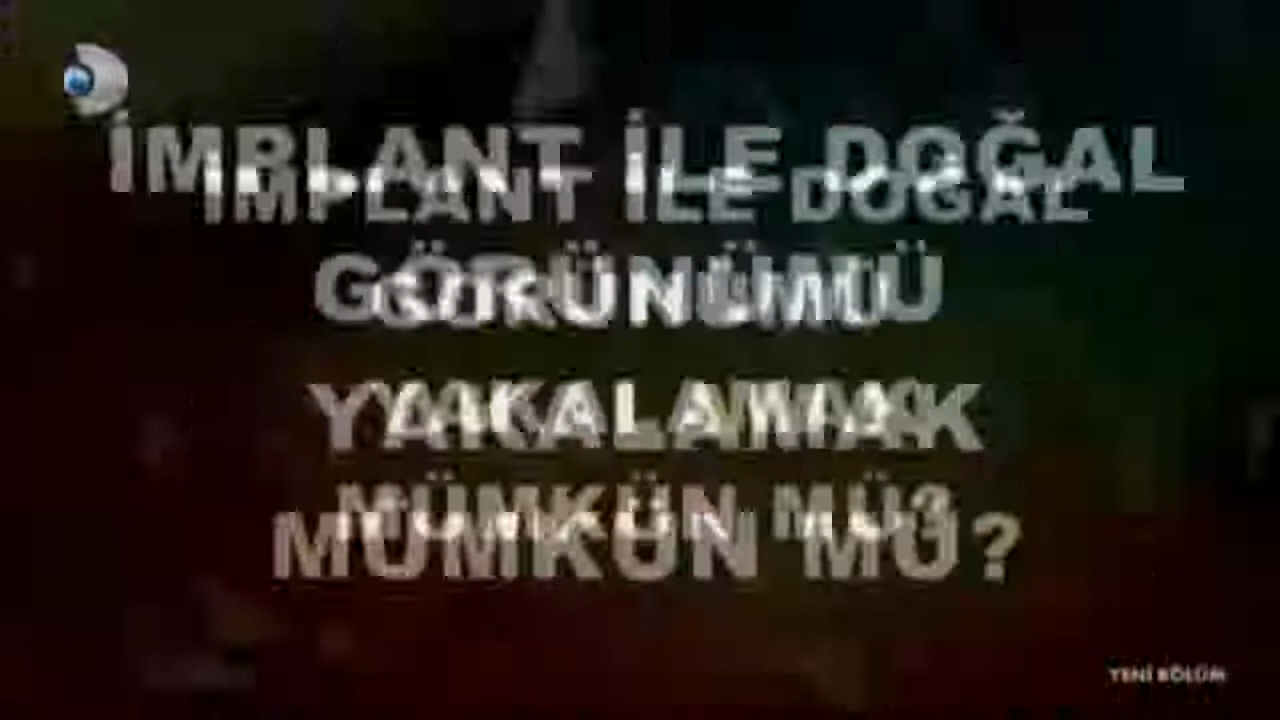 İMPLANT İLE DOĞAL
GÖRÜNÜMÜ
YAKALAMAK
MÜMKÜN MÜ?
YENİ BÖLÜM